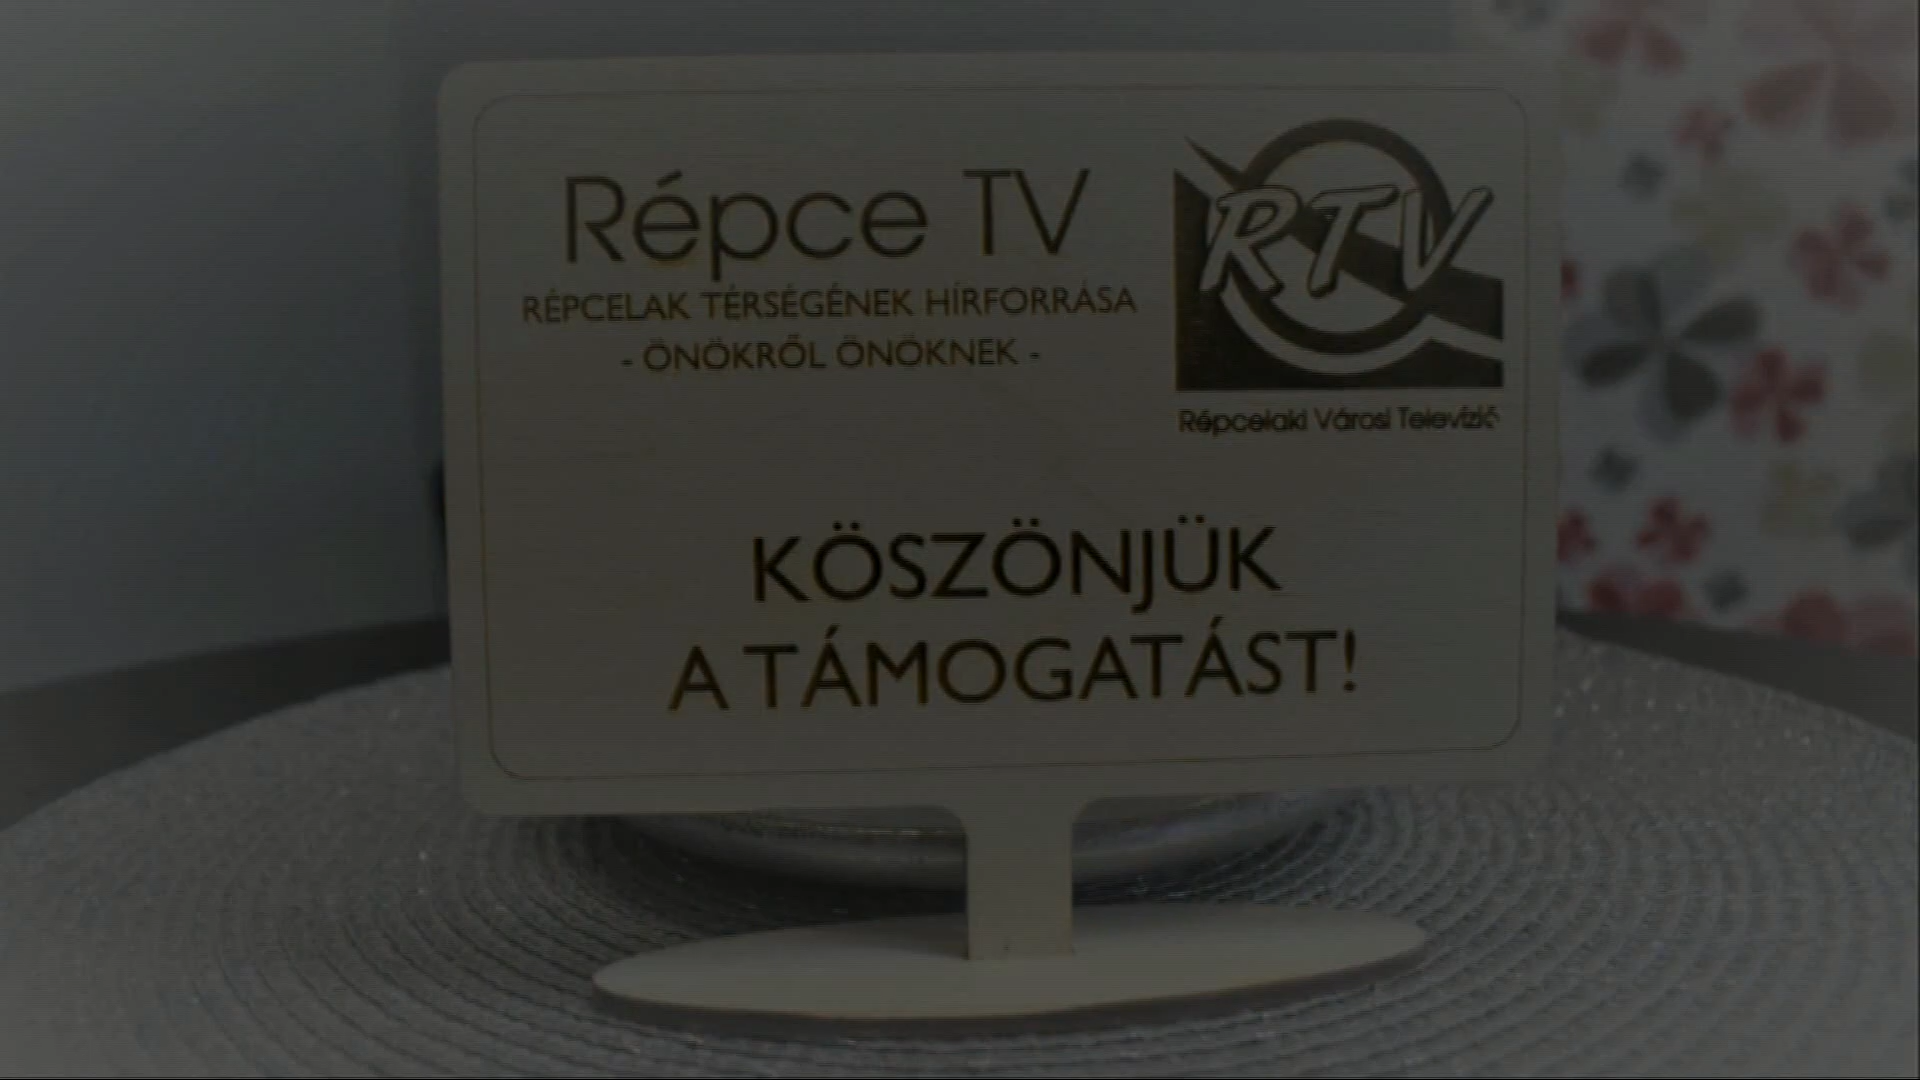 Répce TV
RÉPCELAK TÉRSÉGÉNEK HÍRFORRÁSA
- ÖNÖKRŐL ÖNÖKNEK -
RTV
Répcelaki Városi Televízió
KÖSZÖNJÜK
A TÁMOGATÁST!